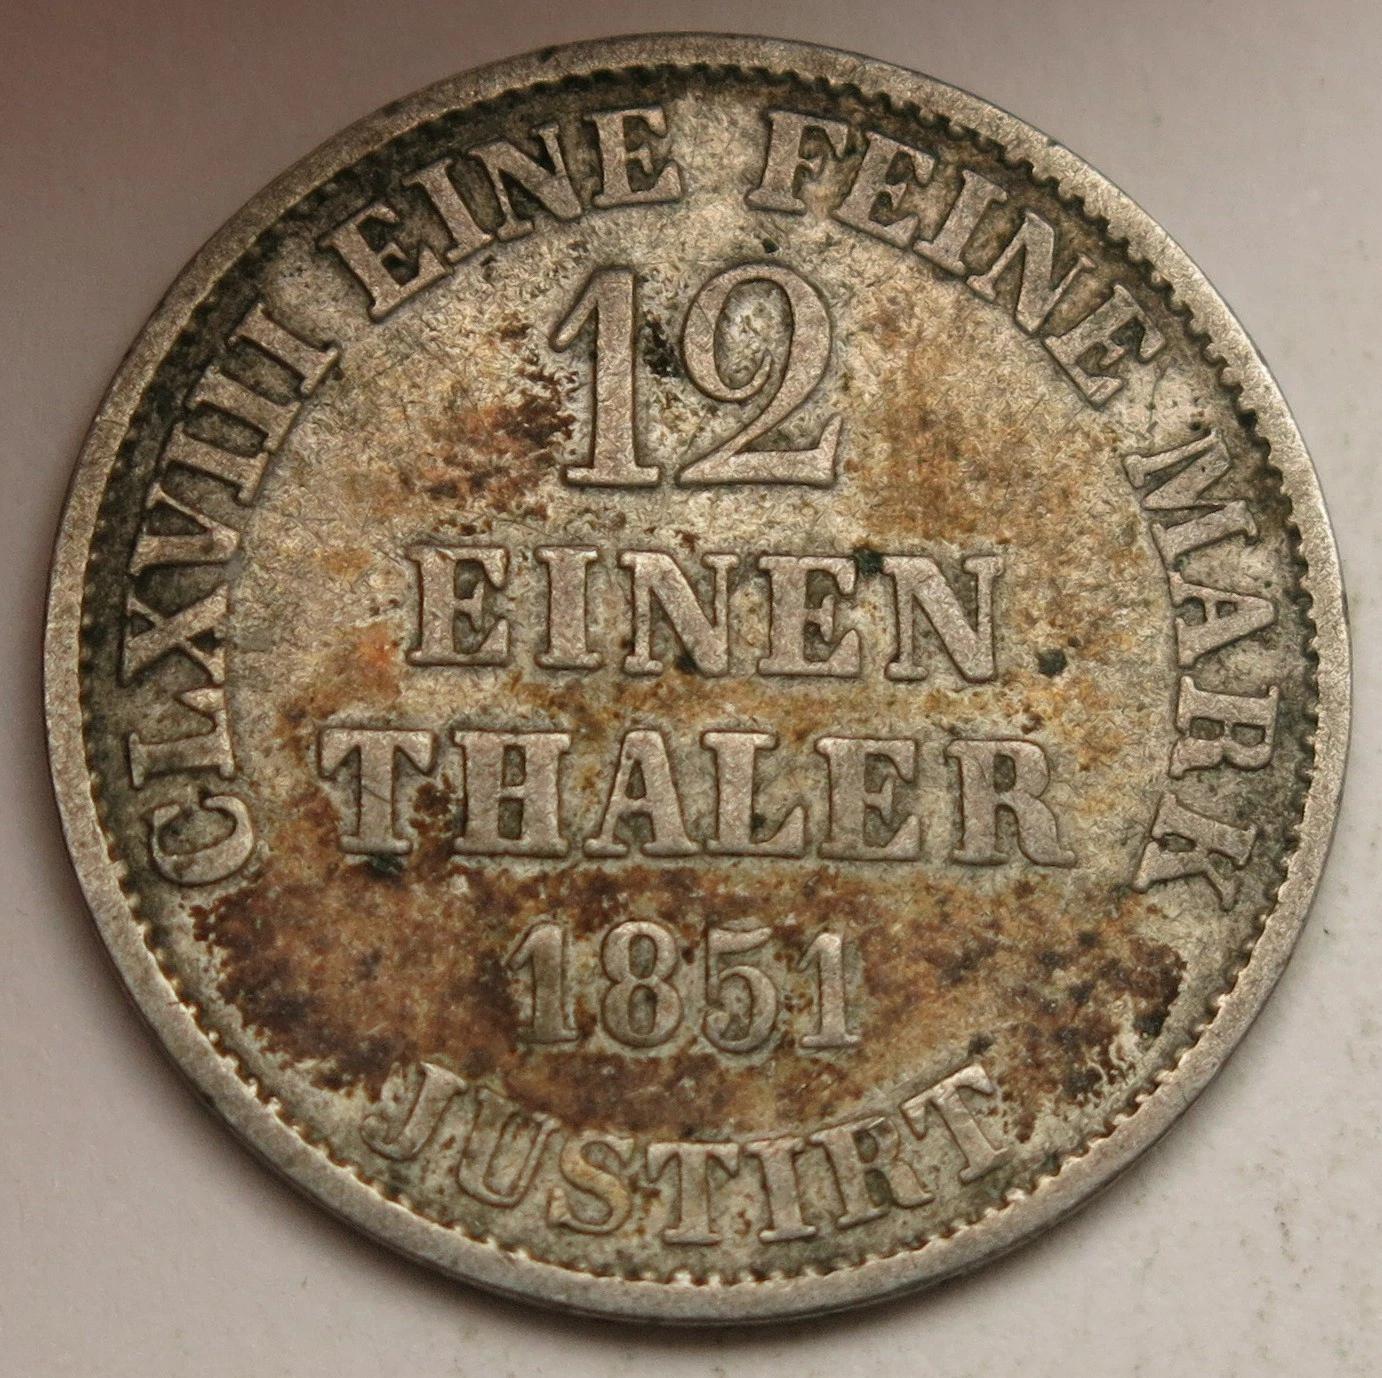 CLXVIII EINE FEINE MARK
12
EINEN
THALER
1851
JUSTIRT